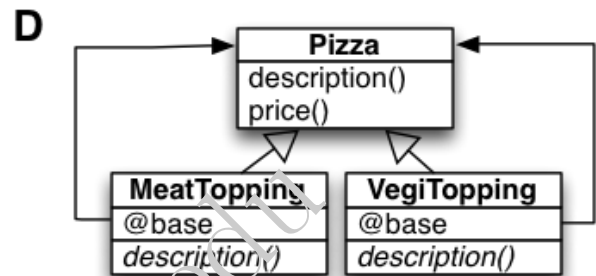 D
Pizza
description()
price()
MeatTopping
@base
description()
VegiTopping
@base
description()